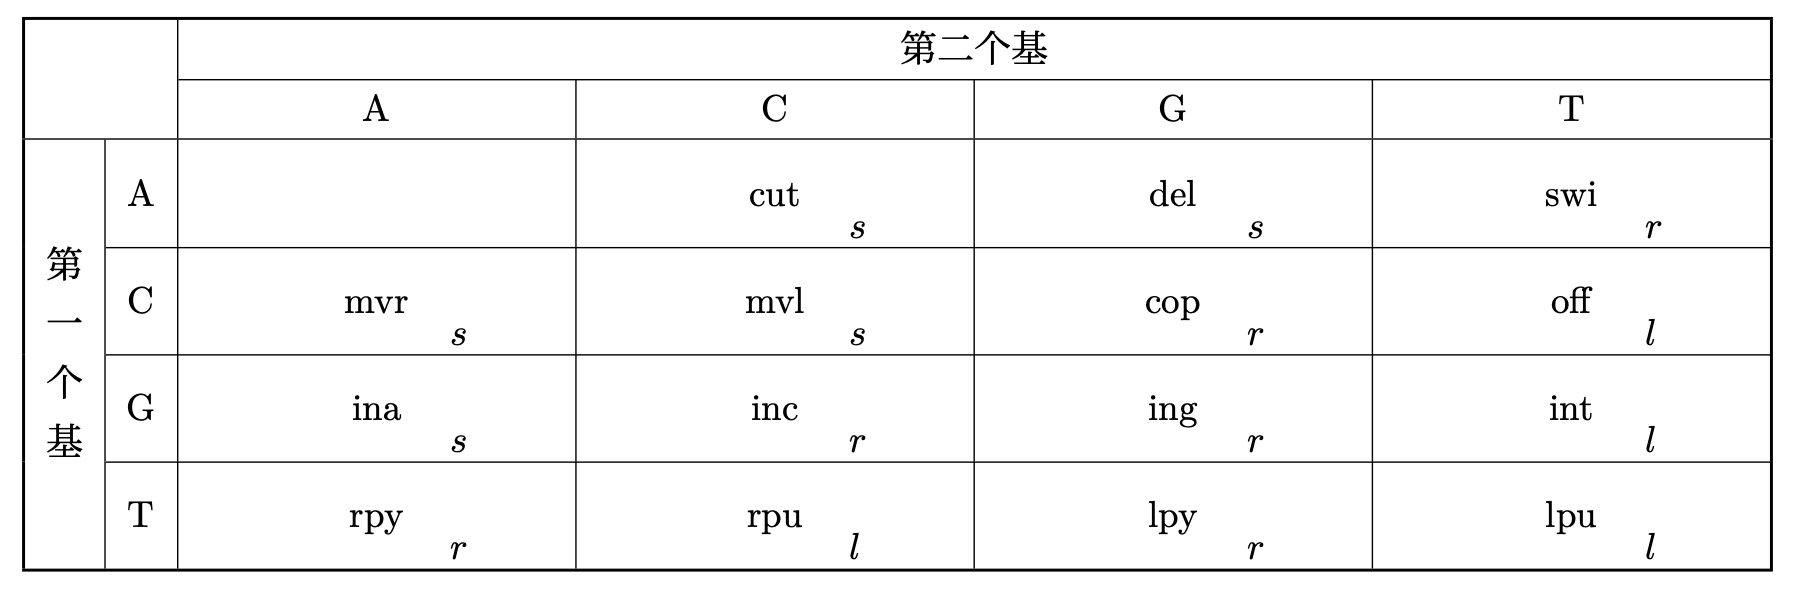 第二个基
A C G T
第一个基
A cut s del s swi r
C mvr s mvl s cop r off l
G ina s inc r ing r int l
T rpy r rpu l lpy r lpu l